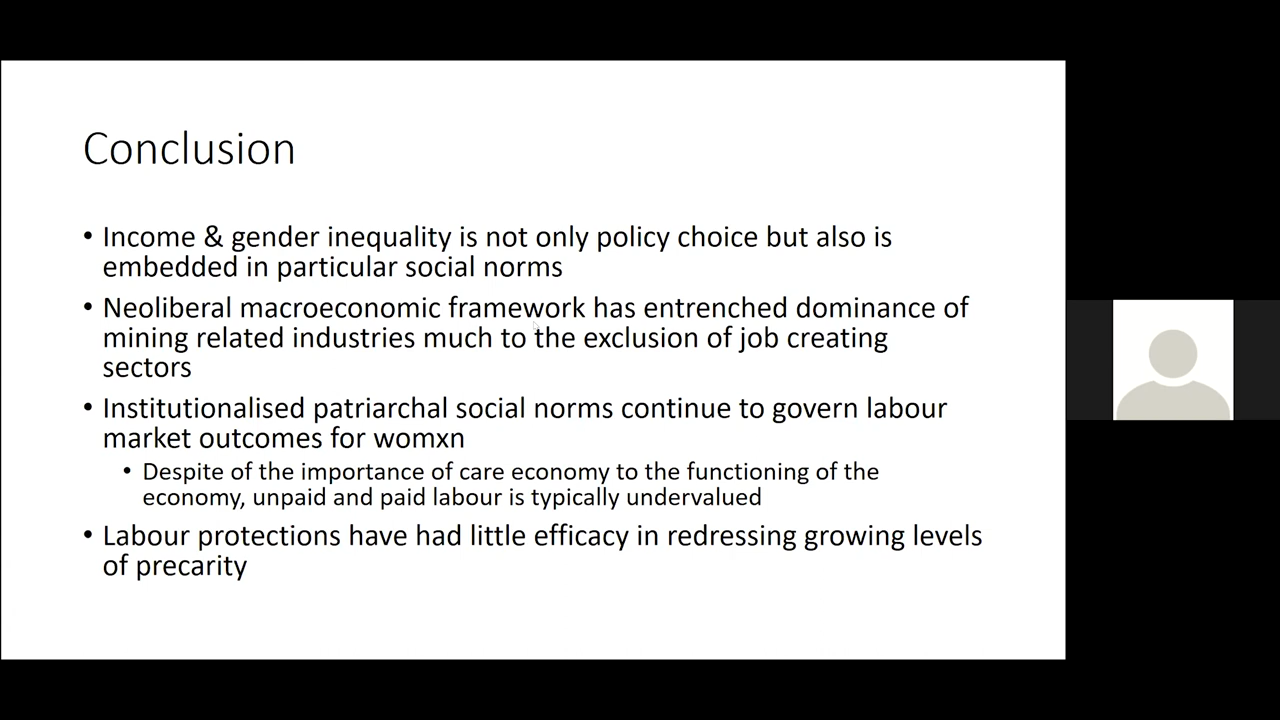 Conclusion
• Income & gender inequality is not only policy choice but also is
embedded in particular social norms
• Neoliberal macroeconomic framework has entrenched dominance of
mining related industries much to the exclusion of job creating
sectors
• Institutionalised patriarchal social norms continue to govern labour
market outcomes for womxn
• Despite of the importance of care economy to the functioning of the
economy, unpaid and paid labour is typically undervalued
• Labour protections have had little efficacy in redressing growing levels
of precarity